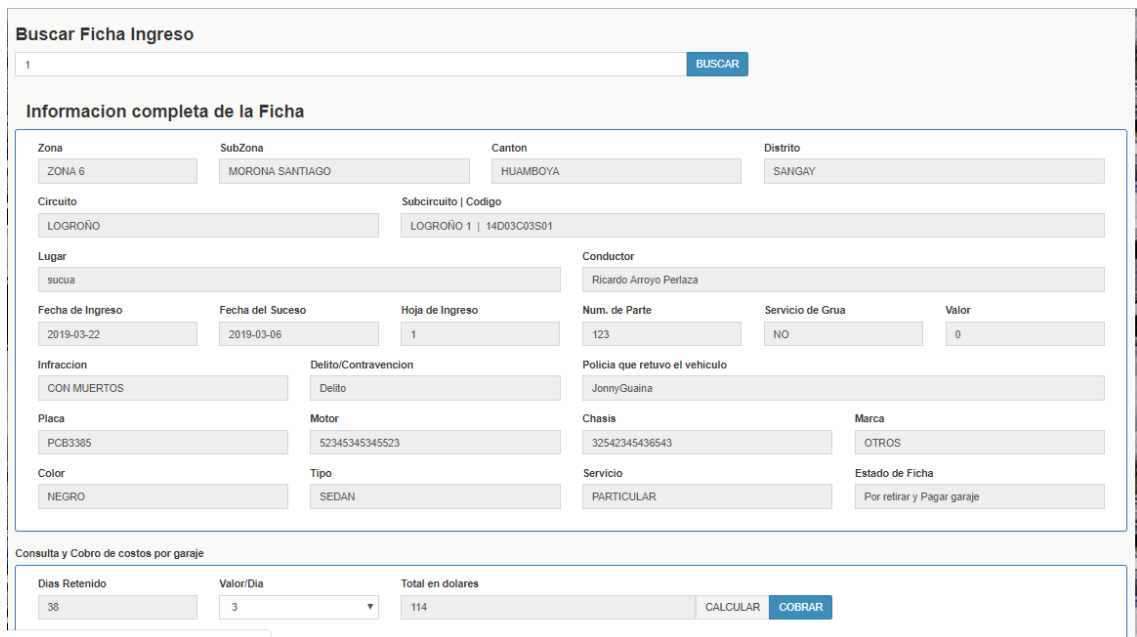 Buscar Ficha Ingreso
1 BUSCAR
Informacion completa de la Ficha
Zona SubZona Canton Distrito
ZONA 6 MORONA SANTIAGO HUAMBOYA SANGAY
Circuito Subcircuito | Codigo
LOGROÑO LOGROÑO 1 | 14D03C03S01
Lugar Conductor
sucua Ricardo Arroyo Perlaza
Fecha de Ingreso Fecha del Suceso Hoja de Ingreso Num. de Parte Servicio de Grua Valor
2019-03-22 2019-03-06 1 123 NO 0
Infraccion Delito/Contravencion Policia que retuvo el vehiculo
CON MUERTOS Delito JonnyGuaina
Placa Motor Chasis Marca
PCB3385 52345345345523 32542345436543 OTROS
Color Tipo Servicio Estado de Ficha
NEGRO SEDAN PARTICULAR Por retirar y Pagar garaje
Consulta y Cobro de costos por garaje
Dias Retenido Valor/Dia Total en dolares
38 3 114 CALCULAR COBRAR